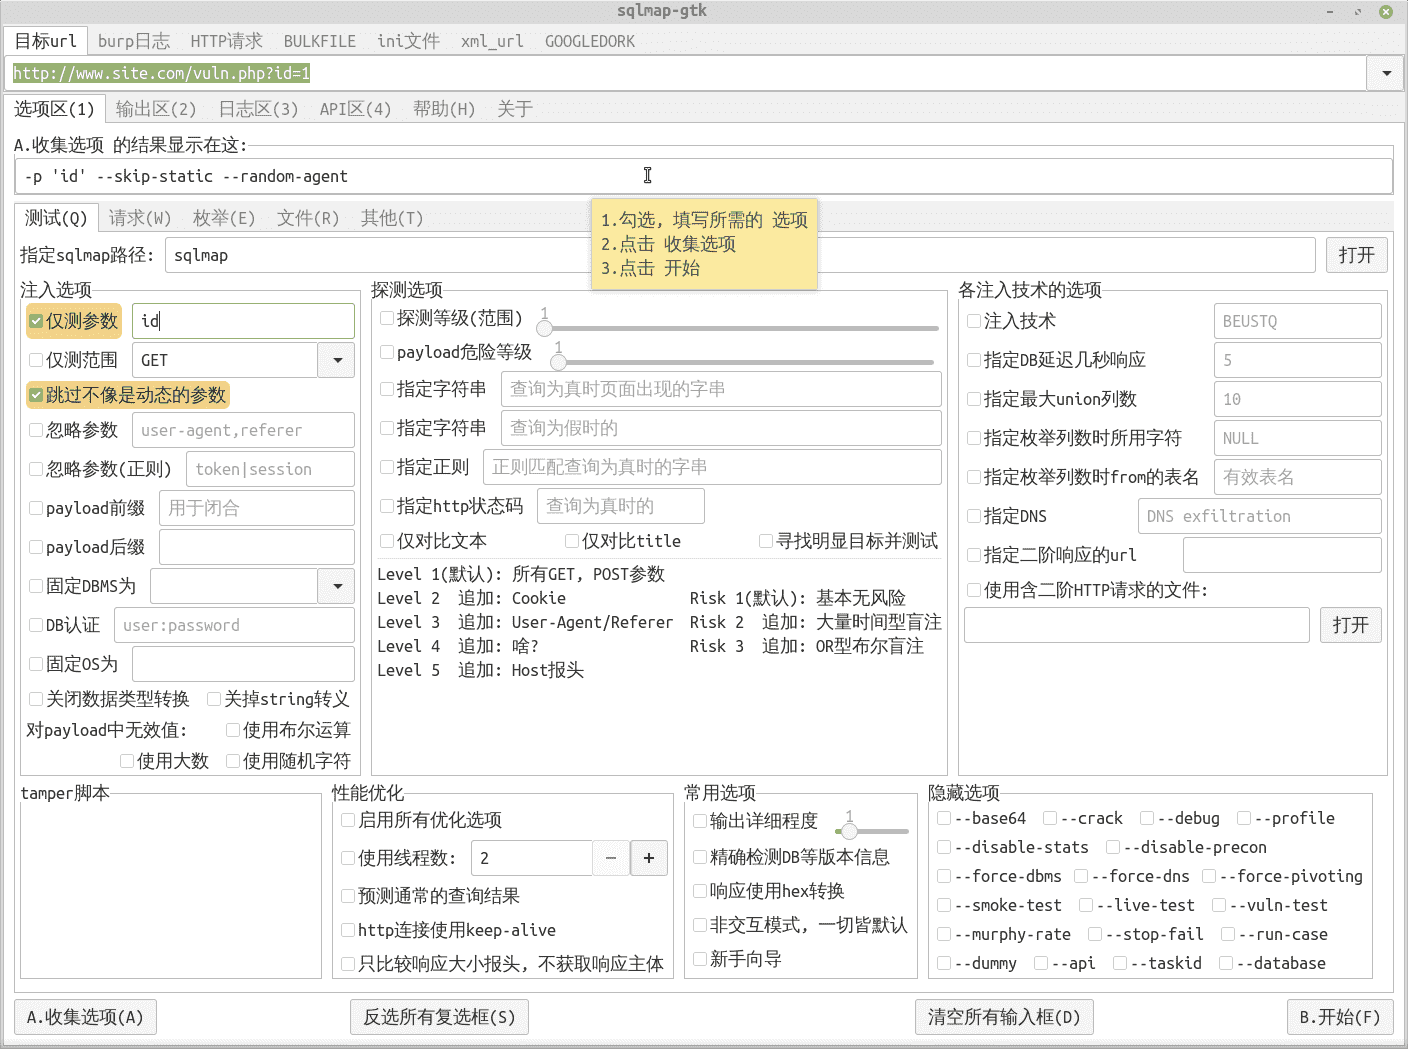 sqlmap-gtk
目标url burp日志 HTTP请求 BULKFILE ini文件 xml_url GOOGLEDORK
http://www.site.com/vuln.php?id=1
选项区(1) 输出区(2) 日志区(3) API区(4) 帮助(H) 关于
A.收集选项 的结果显示在这:
-p 'id' --skip-static --random-agent
测试(Q) 请求(W) 枚举(E) 文件(R) 其他(T)
1.勾选, 填写所需的 选项
2.点击 收集选项
3.点击 开始
指定sqlmap路径: sqlmap 打开
注入选项
仅测参数 id
仅测范围 GET
跳过不像是动态的参数
忽略参数 user-agent,referer
忽略参数(正则) token|session
payload前缀 用于闭合
payload后缀
固定DBMS为
DB认证 user:password
固定OS为
关闭数据类型转换 关掉string转义
对payload中无效值: 使用布尔运算
使用大数 使用随机字符
探测选项
探测等级(范围) 1
payload危险等级 1
指定字符串 查询为真时页面出现的字串
指定字符串 查询为假时的
指定正则 正则匹配查询为真时的字串
指定http状态码 查询为真时的
仅对比文本 仅对比title 寻找明显目标并测试
Level 1(默认): 所有GET, POST参数
Level 2 追加: Cookie Risk 1(默认): 基本无风险
Level 3 追加: User-Agent/Referer Risk 2 追加: 大量时间型盲注
Level 4 追加: 啥? Risk 3 追加: OR型布尔盲注
Level 5 追加: Host报头
各注入技术的选项
注入技术 BEUSTQ
指定DB延迟几秒响应 5
指定最大union列数 10
指定枚举列数时所用字符 NULL
指定枚举列数时from的表名 有效表名
指定DNS DNS exfiltration
指定二阶响应的url
使用含二阶HTTP请求的文件:
打开
tamper脚本
性能优化
启用所有优化选项
使用线程数: 2 − +
预测通常的查询结果
http连接使用keep-alive
只比较响应大小报头, 不获取响应主体
常用选项
输出详细程度 1
精确检测DB等版本信息
响应使用hex转换
非交互模式, 一切皆默认
新手向导
隐藏选项
--base64 --crack --debug --profile
--disable-stats --disable-precon
--force-dbms --force-dns --force-pivoting
--smoke-test --live-test --vuln-test
--murphy-rate --stop-fail --run-case
--dummy --api --taskid --database
A.收集选项(A) 反选所有复选框(S) 清空所有输入框(D) B.开始(F)